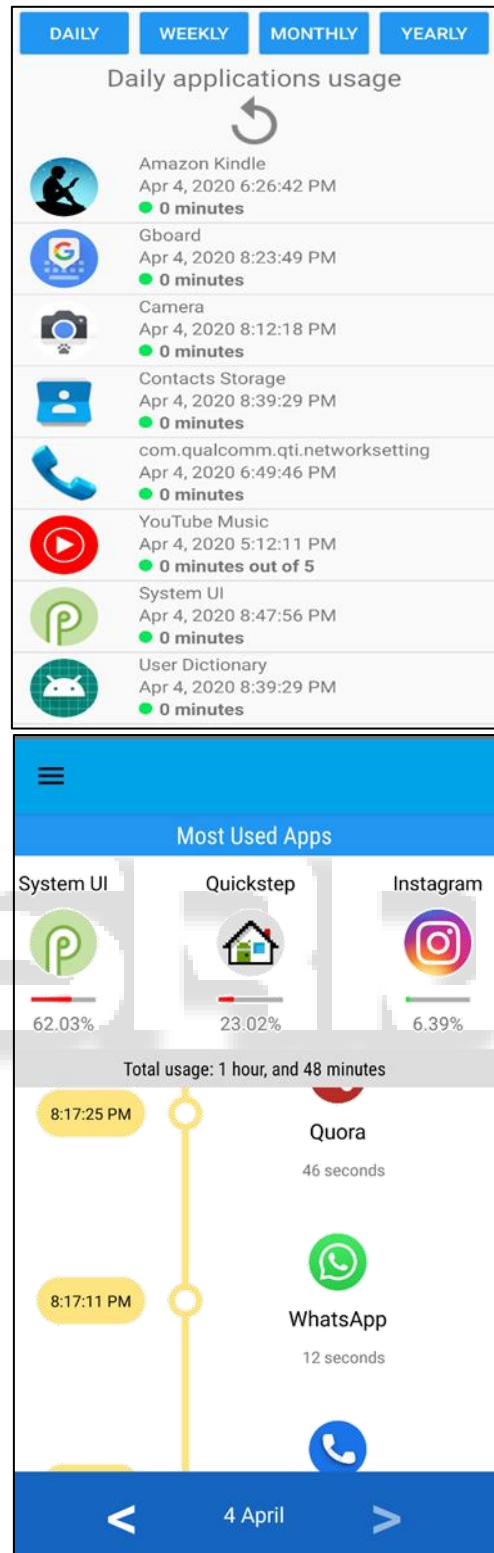 DAILY WEEKLY MONTHLY YEARLY
Daily applications usage
Amazon Kindle
Apr 4, 2020 6:26:42 PM
0 minutes
Gboard
Apr 4, 2020 8:23:49 PM
0 minutes
Camera
Apr 4, 2020 8:12:18 PM
0 minutes
Contacts Storage
Apr 4, 2020 8:39:29 PM
0 minutes
com.qualcomm.qti.networksetting
Apr 4, 2020 6:49:46 PM
0 minutes
YouTube Music
Apr 4, 2020 5:12:11 PM
0 minutes out of 5
System UI
Apr 4, 2020 8:47:56 PM
0 minutes
User Dictionary
Apr 4, 2020 8:39:29 PM
0 minutes
Most Used Apps
System UI Quickstep Instagram
62.03% 23.02% 6.39%
Total usage: 1 hour, and 48 minutes
8:17:25 PM
Quora
46 seconds
8:17:11 PM
WhatsApp
12 seconds
< 4 April >